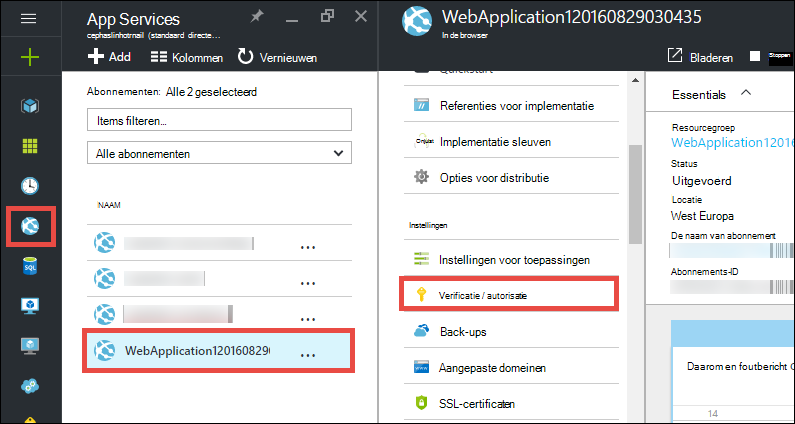 App Services
cephaslinhotmail (standaard directe...
Add
Kolommen
Vernieuwen
Abonnementen: Alle 2 geselecteerd
Items filteren...
Alle abonnementen
NAAM
...
...
...
WebApplication120160829( ...
WebApplication120160829030435
In de browser
Bladeren
Stoppen
Quickstart
Referenties voor implementatie
Implementatie sleuven
Opties voor distributie
Instellingen
Instellingen voor toepassingen
Verificatie / autorisatie
Back-ups
Aangepaste domeinen
SSL-certificaten
Essentials
Resourcegroep
WebApplication12016
Status
Uitgevoerd
Locatie
West Europa
De naam van abonnement
Abonnements-ID
Daarom en foutbericht
14